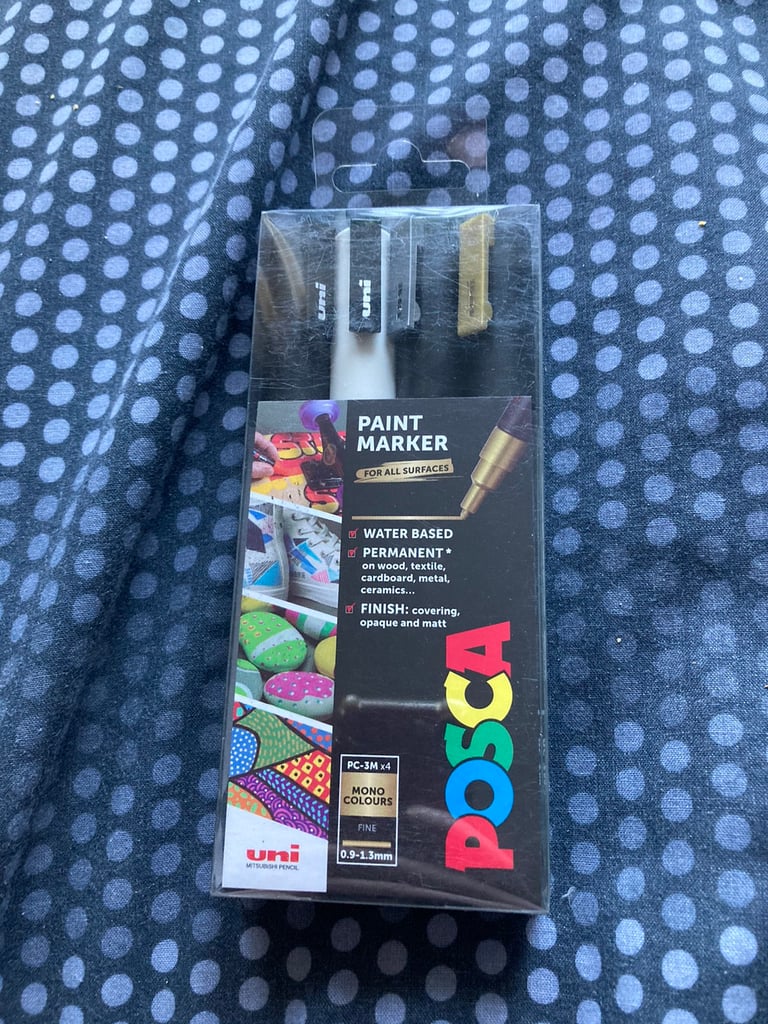 uni
uni
PAINT
MARKER
FOR ALL SURFACES
WATER BASED
PERMANENT*
on wood, textile,
cardboard, metal,
ceramics...
FINISH: covering,
opaque and matt
POSCA
PC-3M x4
MONO
COLOURS
FINE
0.9-1.3mm
uni
MITSUBISHI PENCIL